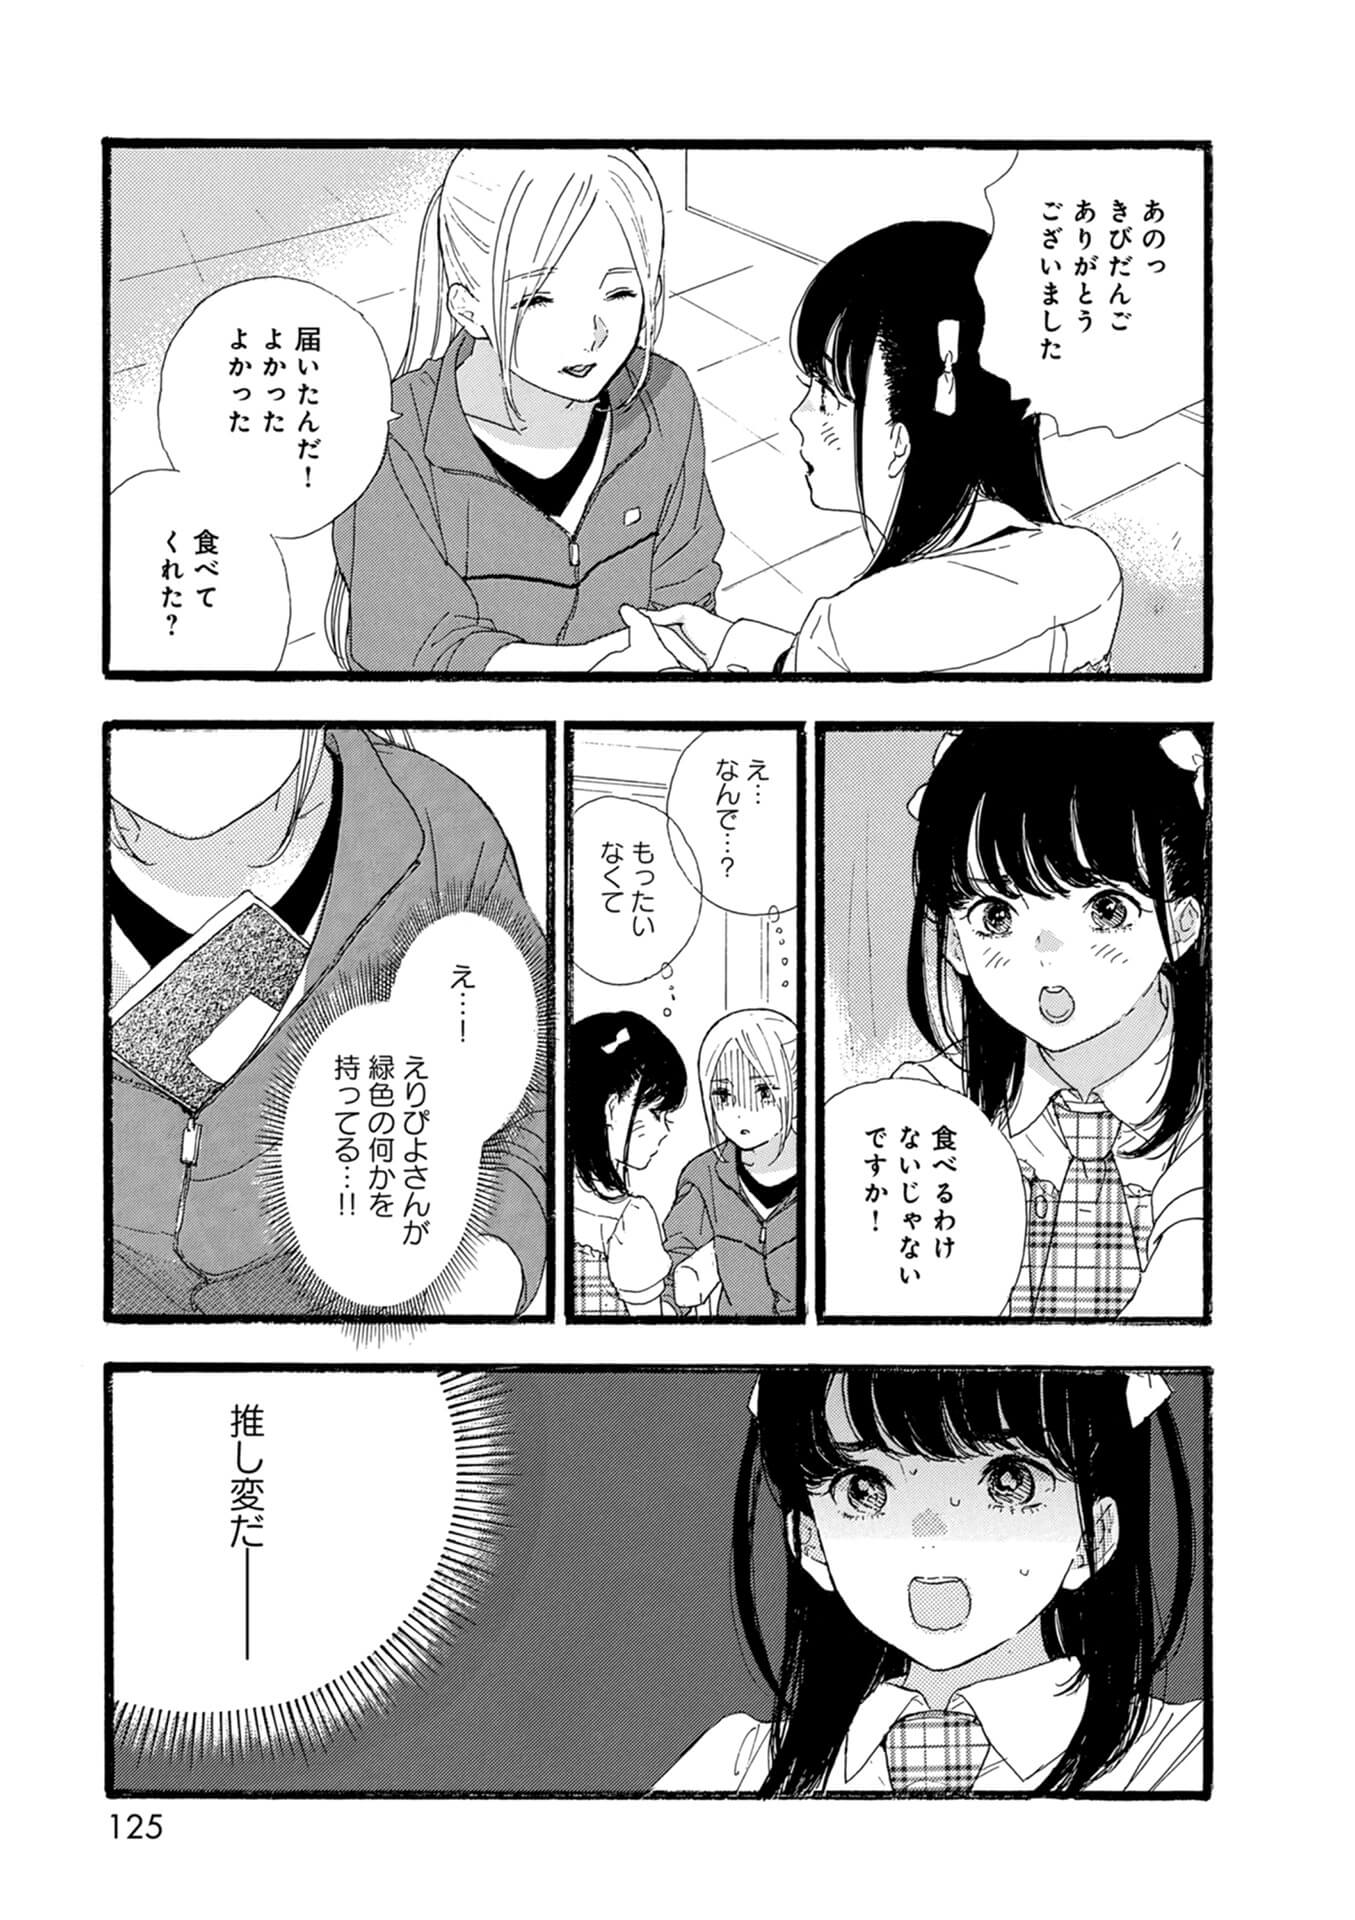 あのっ
きびだんご
ありがとう
ございました
届いたんだ！
よかった
よかった
食べて
くれた？
食べるわけ
ないじゃない
ですか！
え…
なんで…？
もったい
なくて
え…！
えりぴよさんが
緑色の何かを
持ってる…!!
推し変だ―――
125